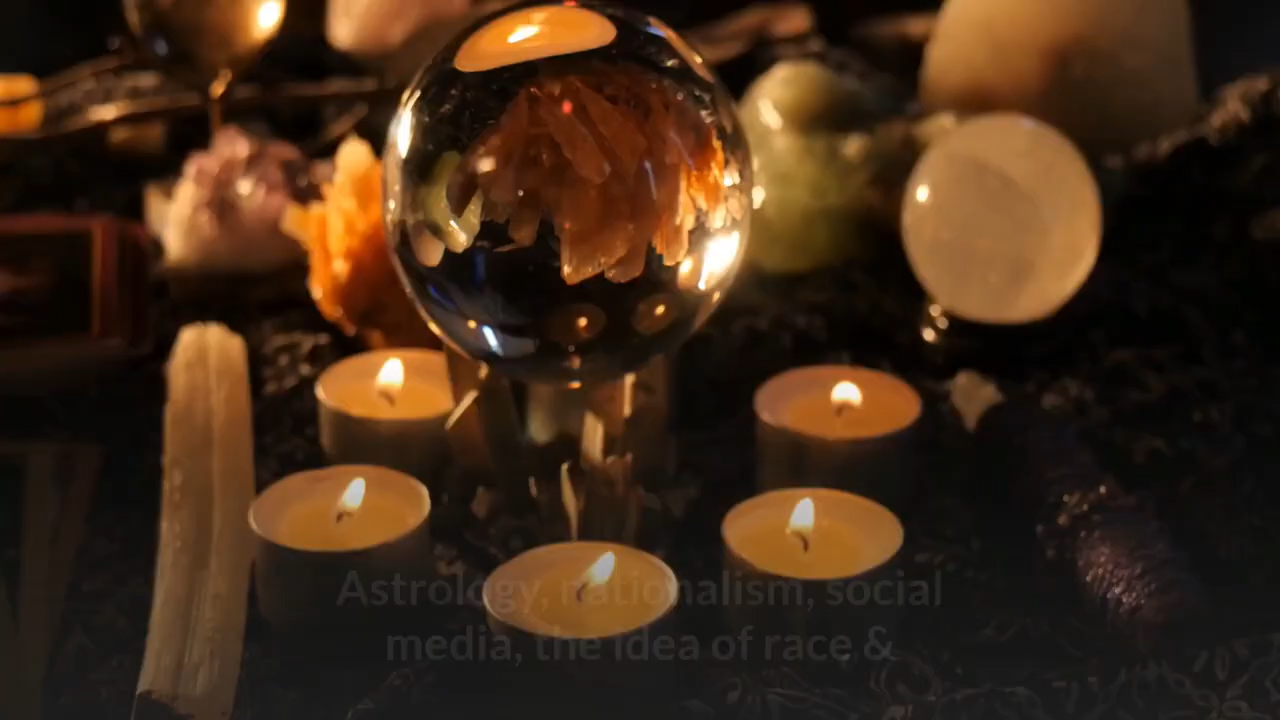 Astrology, nationalism, social
media, the idea of race &